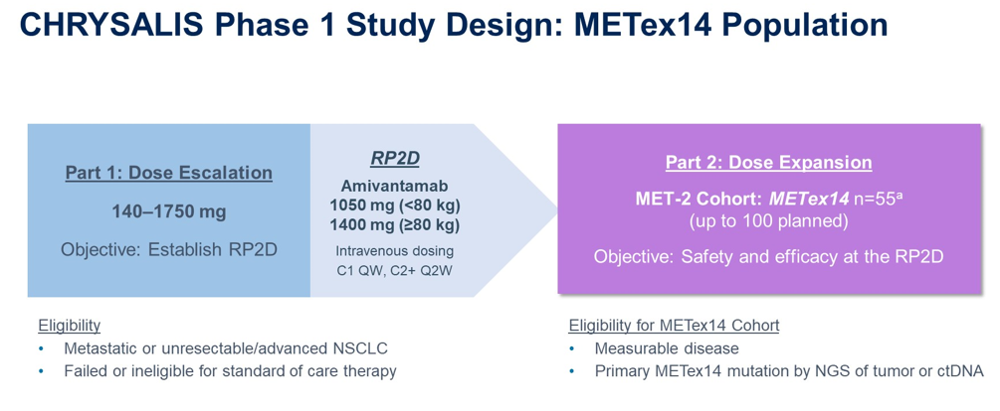 CHRYSALIS Phase 1 Study Design: METex14 Population
Part 1: Dose Escalation
140–1750 mg
Objective: Establish RP2D
RP2D
Amivantamab
1050 mg (<80 kg)
1400 mg (≥80 kg)
Intravenous dosing
C1 QW, C2+ Q2W
Part 2: Dose Expansion
MET-2 Cohort: METex14 n=55ª
(up to 100 planned)
Objective: Safety and efficacy at the RP2D
Eligibility
• Metastatic or unresectable/advanced NSCLC
• Failed or ineligible for standard of care therapy
Eligibility for METex14 Cohort
• Measurable disease
• Primary METex14 mutation by NGS of tumor or ctDNA